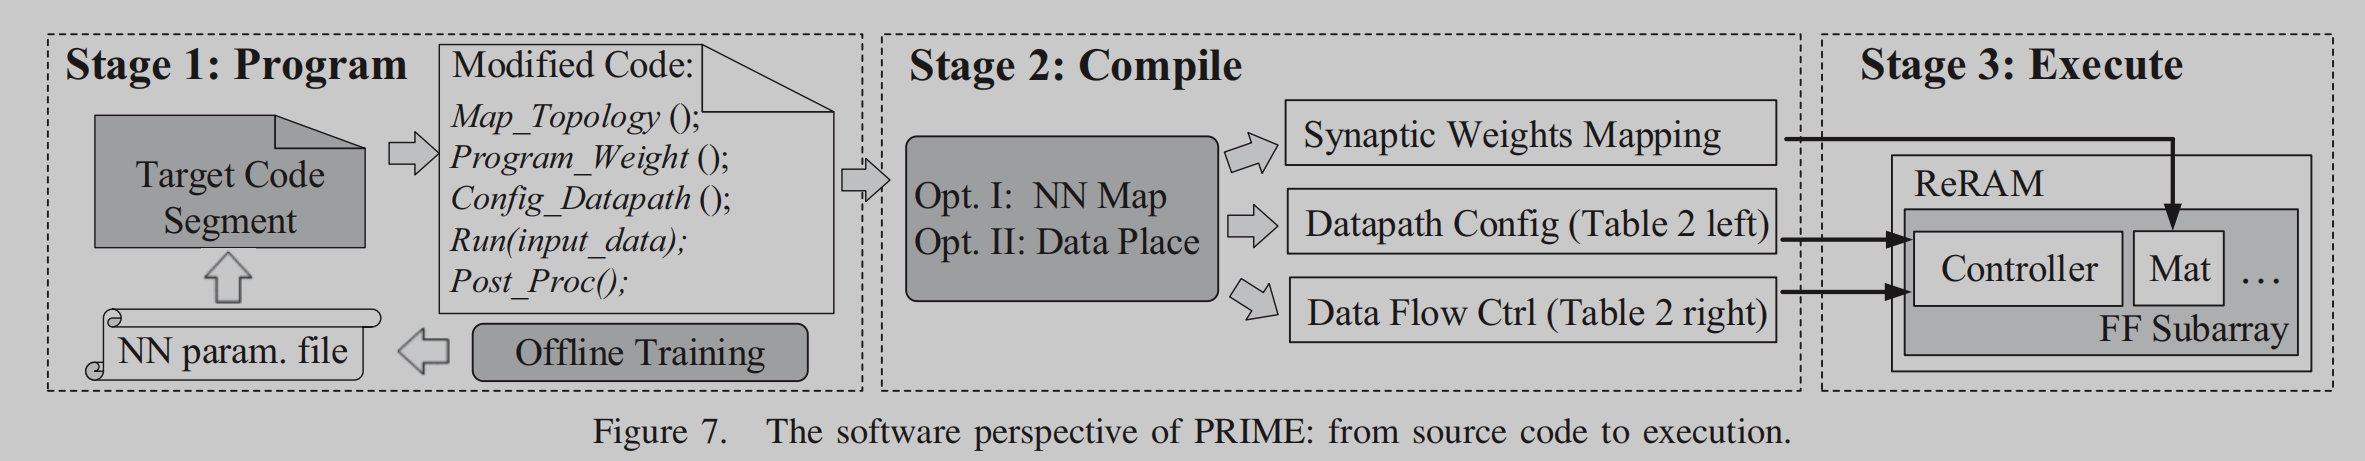 Stage 1: Program
Target Code
Segment
NN param. file
Offline Training
Modified Code:
Map_Topology ();
Program_Weight ();
Config_Datapath ();
Run(input_data);
Post_Proc();
Stage 2: Compile
Opt. I: NN Map
Opt. II: Data Place
Synaptic Weights Mapping
Datapath Config (Table 2 left)
Data Flow Ctrl (Table 2 right)
Stage 3: Execute
ReRAM
Controller
Mat
...
FF Subarray
Figure 7. The software perspective of PRIME: from source code to execution.